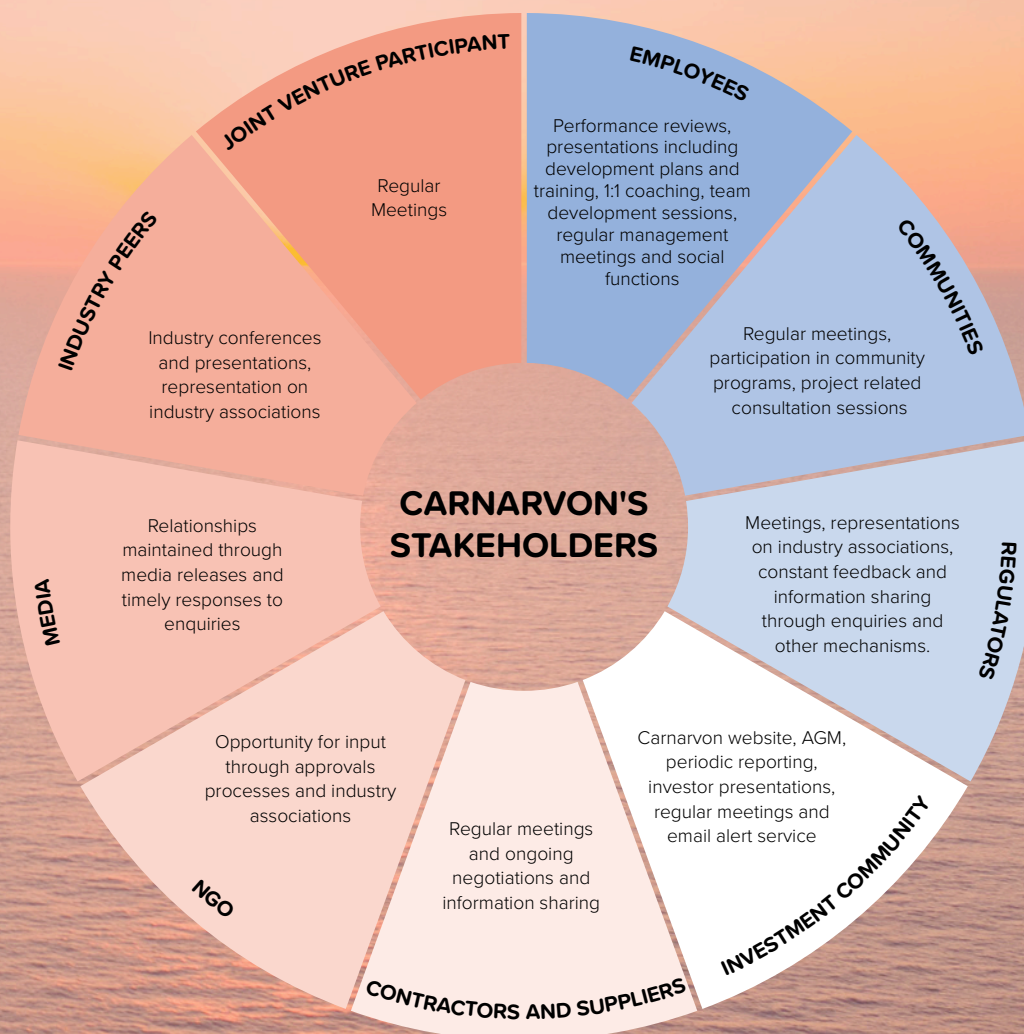 CARNARVON'S
STAKEHOLDERS
EMPLOYEES
Performance reviews,
presentations including
development plans and
training, 1:1 coaching, team
development sessions,
regular management
meetings and social
functions
COMMUNITIES
Regular meetings,
participation in community
programs, project related
consultation sessions
REGULATORS
Meetings, representations
on industry associations,
constant feedback and
information sharing
through enquiries and
other mechanisms.
INVESTMENT COMMUNITY
Carnarvon website, AGM,
periodic reporting,
investor presentations,
regular meetings and
email alert service
CONTRACTORS AND SUPPLIERS
Regular meetings
and ongoing
negotiations and
information sharing
NGO
Opportunity for input
through approvals
processes and industry
associations
MEDIA
Relationships
maintained through
media releases and
timely responses to
enquiries
INDUSTRY PEERS
Industry conferences
and presentations,
representation on
industry associations
JOINT VENTURE PARTICIPANT
Regular
Meetings